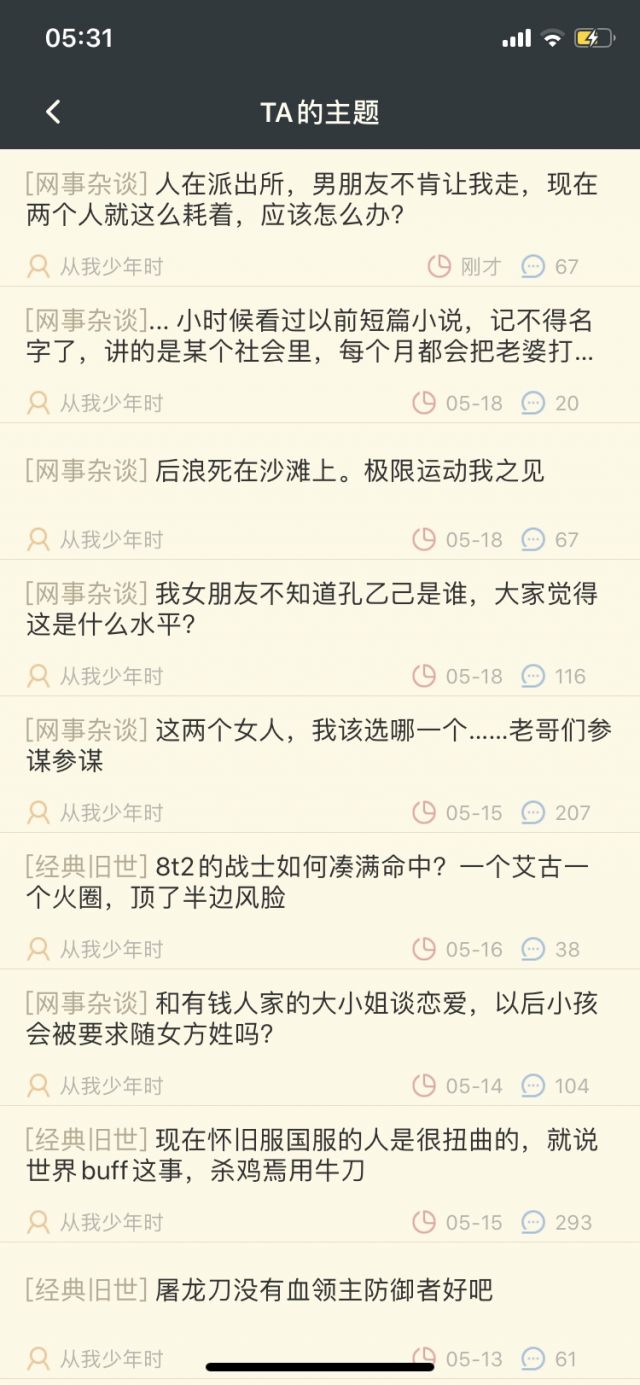 05:31
TA的主题
[网事杂谈] 人在派出所，男朋友不肯让我走，现在
两个人就这么耗着，应该怎么办？
从我少年时 刚才 67
[网事杂谈]... 小时候看过以前短篇小说，记不得名
字了，讲的是某个社会里，每个月都会把老婆打...
从我少年时 05-18 20
[网事杂谈] 后浪死在沙滩上。极限运动我之见
从我少年时 05-18 67
[网事杂谈] 我女朋友不知道孔乙己是谁，大家觉得
这是什么水平？
从我少年时 05-18 116
[网事杂谈] 这两个女人，我该选哪一个......老哥们参
谋参谋
从我少年时 05-15 207
[经典旧世] 8t2的战士如何凑满命中？一个艾古一
个火圈，顶了半边风脸
从我少年时 05-16 38
[网事杂谈] 和有钱人家的大小姐谈恋爱，以后小孩
会被要求随女方姓吗？
从我少年时 05-14 104
[经典旧世] 现在怀旧服国服的人是很扭曲的，就说
世界buff这事，杀鸡焉用牛刀
从我少年时 05-15 293
[经典旧世] 屠龙刀没有血领主防御者好吧
从我少年时 05-13 61